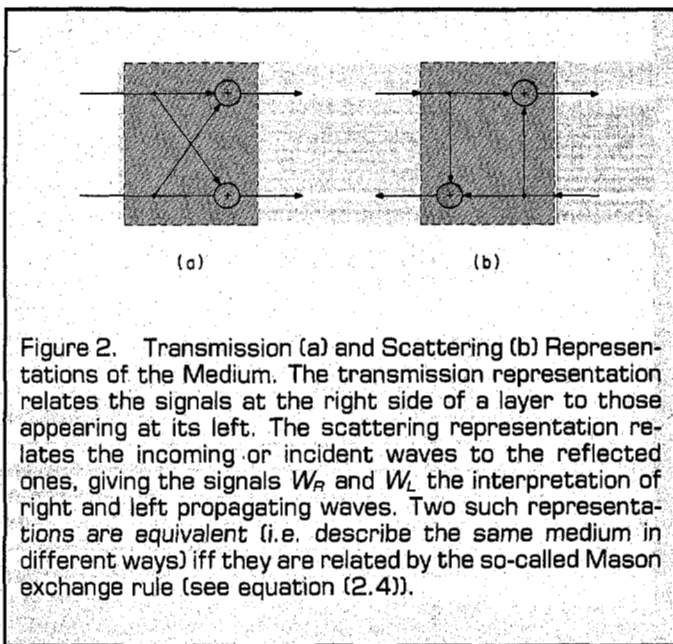 (a)
(b)
Figure 2. Transmission (a) and Scattering (b) Represen-
tations of the Medium. The transmission representation
relates the signals at the right side of a layer to those
appearing at its left. The scattering representation re-
lates the incoming or incident waves to the reflected
ones, giving the signals W_R and W_L the interpretation of
right and left propagating waves. Two such representa-
tions are equivalent (i.e. describe the same medium in
different ways) iff they are related by the so-called Mason
exchange rule (see equation (2.4)).